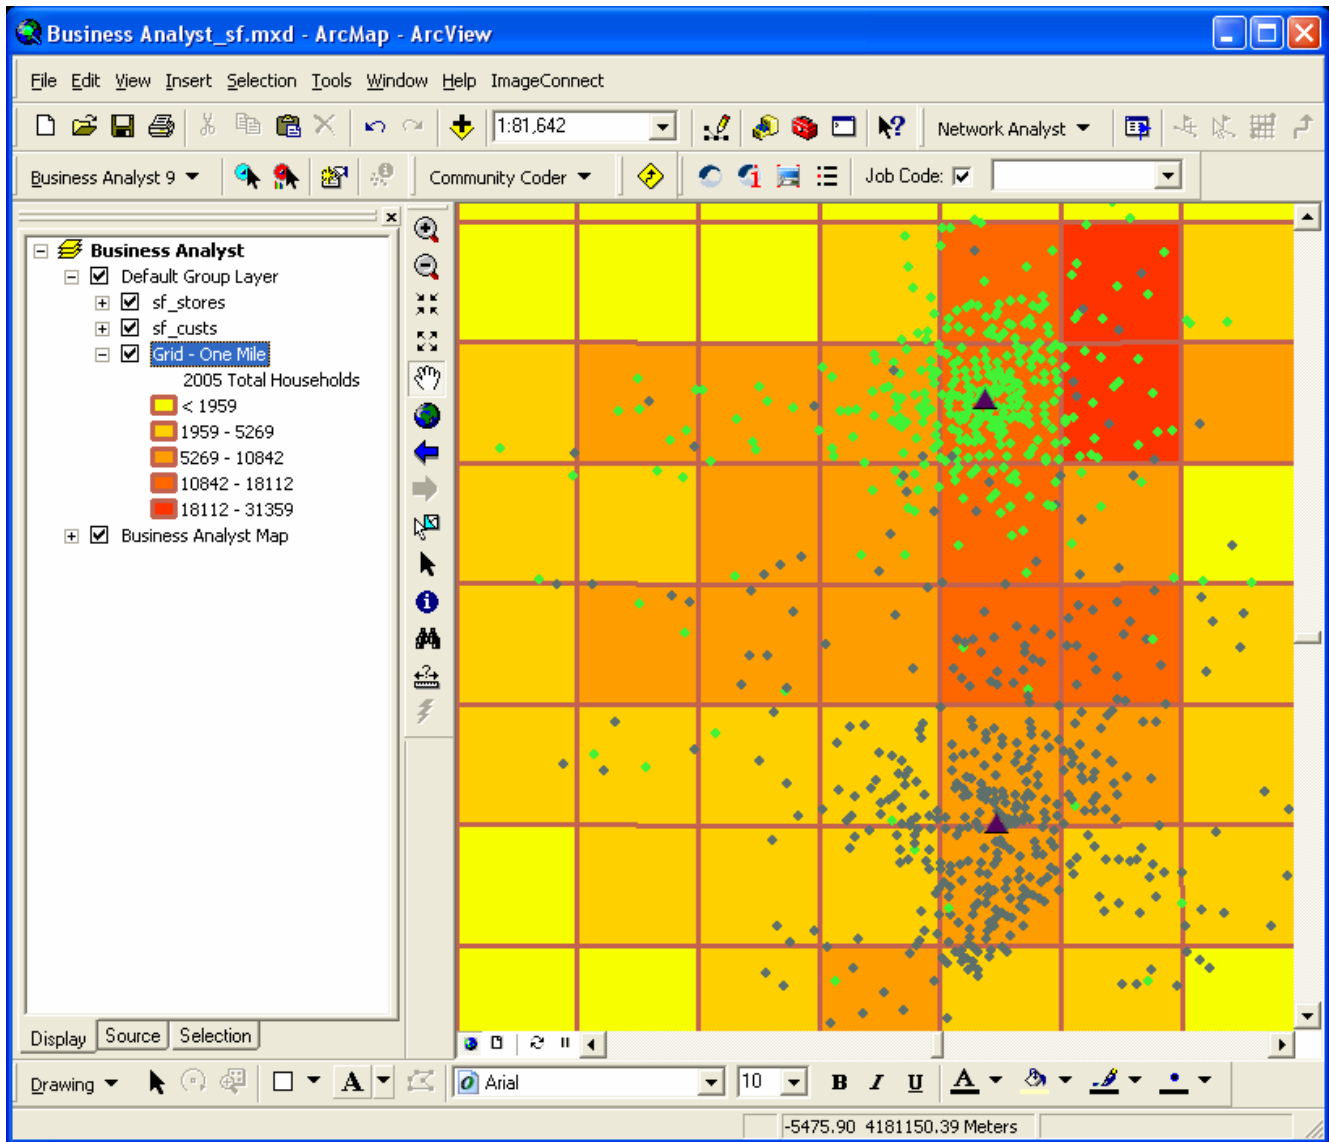 Business Analyst_sf.mxd - ArcMap - ArcView
File Edit View Insert Selection Tools Window Help ImageConnect
1:81,642 Network Analyst
Business Analyst 9 Community Coder Job Code:
Business Analyst
Default Group Layer
sf_stores
sf_custs
Grid - One Mile
2005 Total Households
< 1959
1959 - 5269
5269 - 10842
10842 - 18112
18112 - 31359
Business Analyst Map
Display Source Selection
Drawing A Arial 10 B I U A
-5475.90 4181150.39 Meters